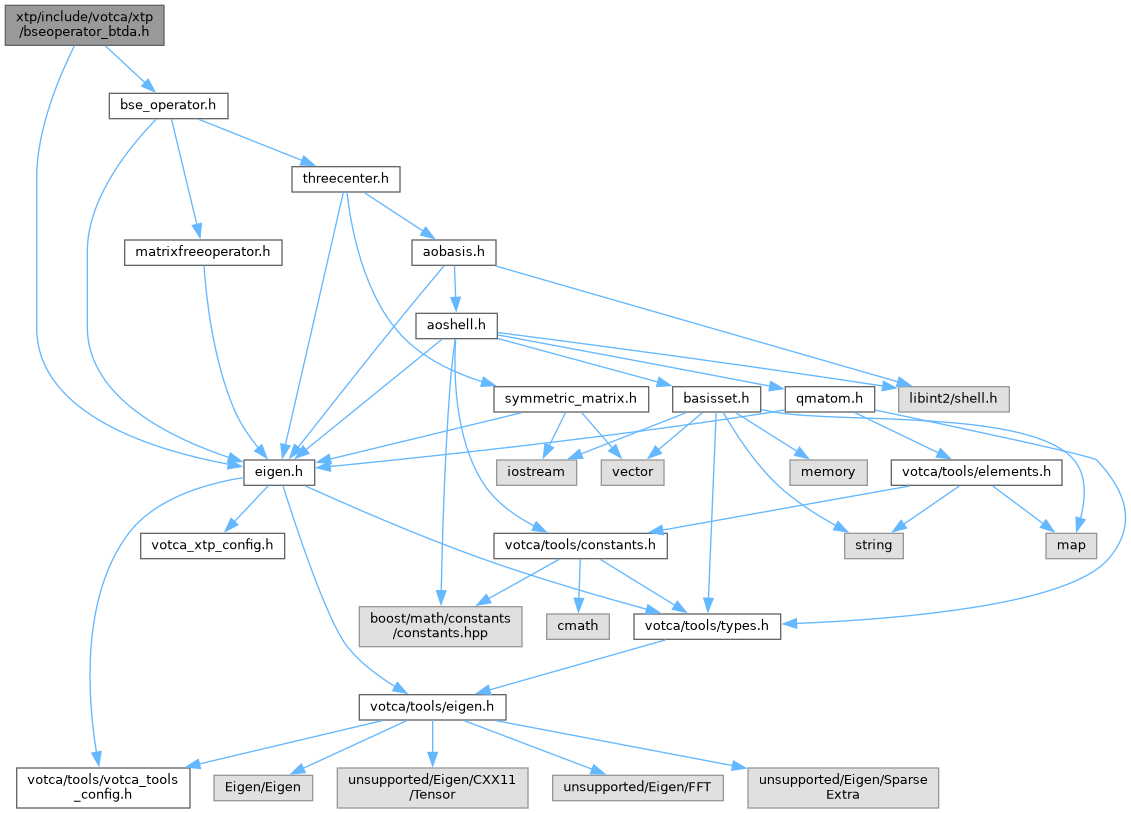 xtp/include/votca/xtp
/bseoperator_btda.h
bse_operator.h
threecenter.h
matrixfreeoperator.h
aobasis.h
aoshell.h
symmetric_matrix.h
basisset.h
qmatom.h
libint2/shell.h
eigen.h
iostream
vector
memory
votca/tools/elements.h
votca_xtp_config.h
votca/tools/constants.h
string
map
boost/math/constants
/constants.hpp
cmath
votca/tools/types.h
votca/tools/eigen.h
votca/tools/votca_tools
_config.h
Eigen/Eigen
unsupported/Eigen/CXX11
/Tensor
unsupported/Eigen/FFT
unsupported/Eigen/Sparse
Extra